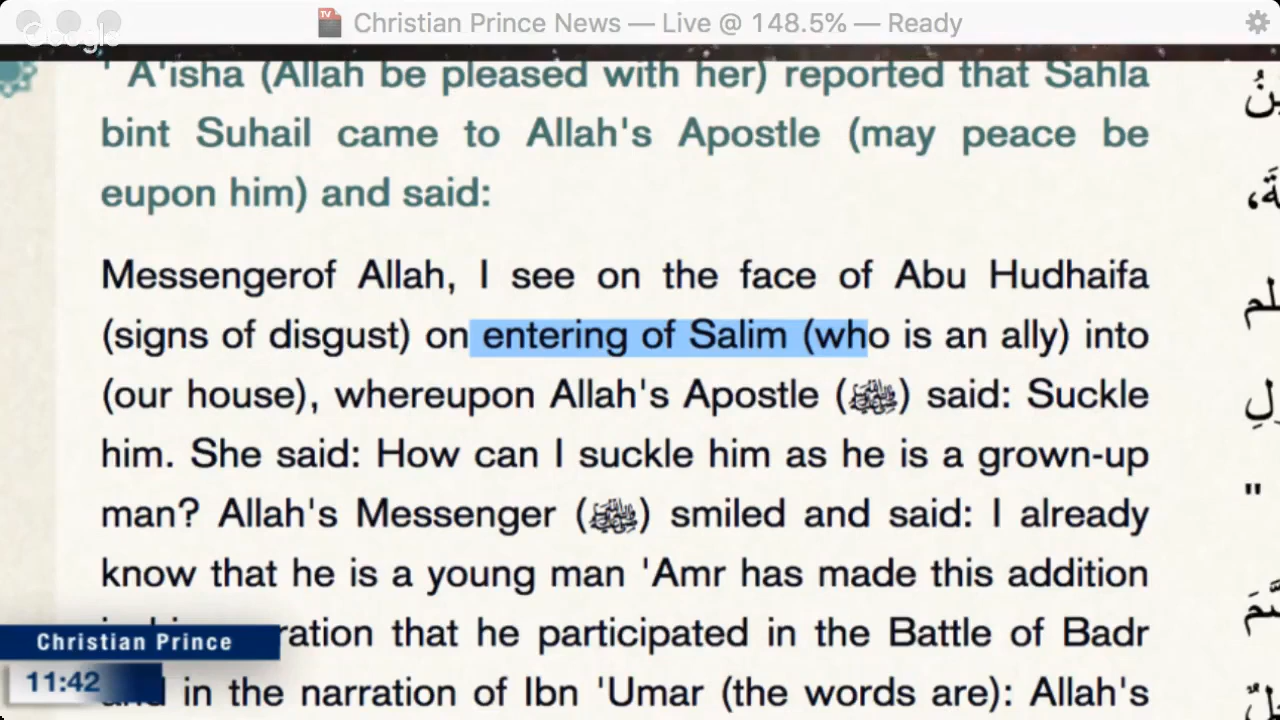 Christian Prince News — Live @ 148.5% — Ready
Google
' A'isha (Allah be pleased with her) reported that Sahla
bint Suhail came to Allah's Apostle (may peace be
eupon him) and said:
Messengerof Allah, I see on the face of Abu Hudhaifa
(signs of disgust) on entering of Salim (who is an ally) into
(our house), whereupon Allah's Apostle (ﷺ) said: Suckle
him. She said: How can I suckle him as he is a grown-up
man? Allah's Messenger (ﷺ) smiled and said: I already
know that he is a young man 'Amr has made this addition
ration that he participated in the Battle of Badr
in the narration of Ibn 'Umar (the words are): Allah's
Christian Prince
11:42